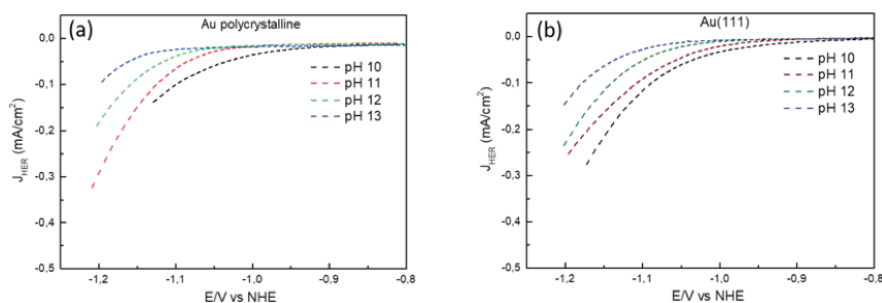 (a)
Au polycrystalline
0,0
-0,1
-0,2
-0,3
-0,4
-0,5
J_HER (mA/cm²)
pH 10
pH 11
pH 12
pH 13
-1,2 -1,1 -1,0 -0,9 -0,8
E/V vs NHE
(b)
Au(111)
0,0
-0,1
-0,2
-0,3
-0,4
-0,5
J_HER (mA/cm²)
pH 10
pH 11
pH 12
pH 13
-1,2 -1,1 -1,0 -0,9 -0,8
E/V vs NHE